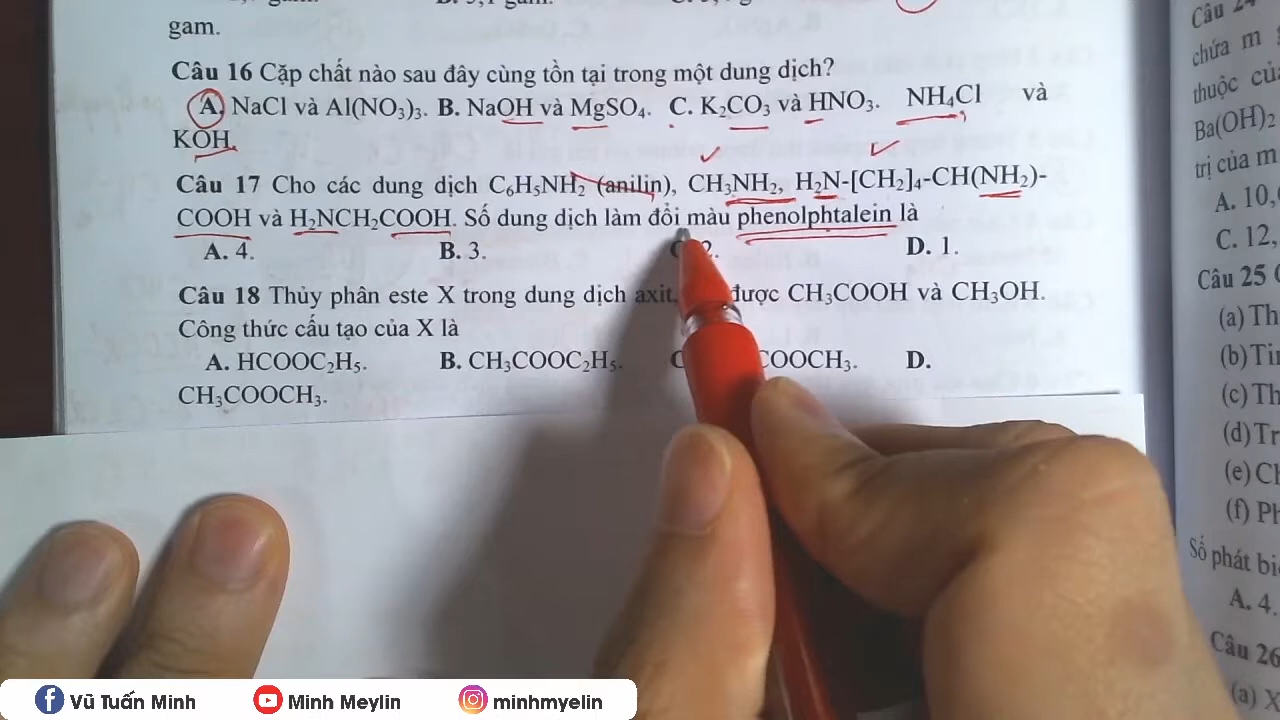 gam.
Câu 16 Cặp chất nào sau đây cùng tồn tại trong một dung dịch?
A. NaCl và Al(NO₃)₃. B. NaOH và MgSO₄. C. K₂CO₃ và HNO₃. NH₄Cl và
KOH.
Câu 17 Cho các dung dịch C₆H₅NH₂ (anilin), CH₃NH₂, H₂N-[CH₂]₄-CH(NH₂)-
COOH và H₂NCH₂COOH. Số dung dịch làm đổi màu phenolphtalein là
A. 4. B. 3. 2. D. 1.
Câu 18 Thủy phân este X trong dung dịch axit, được CH₃COOH và CH₃OH.
Công thức cấu tạo của X là
A. HCOOC₂H₅. B. CH₃COOC₂H₅. C COOCH₃. D.
CH₃COOCH₃.
Câu 24
chứa m
thuộc củ
Ba(OH)₂
trị của m
A. 10,
C. 12,
Câu 25
(a) Th
(b) Tin
(c) Th
(d) Tr
(e) Cl
(f) Ph
Số phát bi
A. 4.
Câu 26
(a) X
Vũ Tuấn Minh Minh Meylin minhmyelin